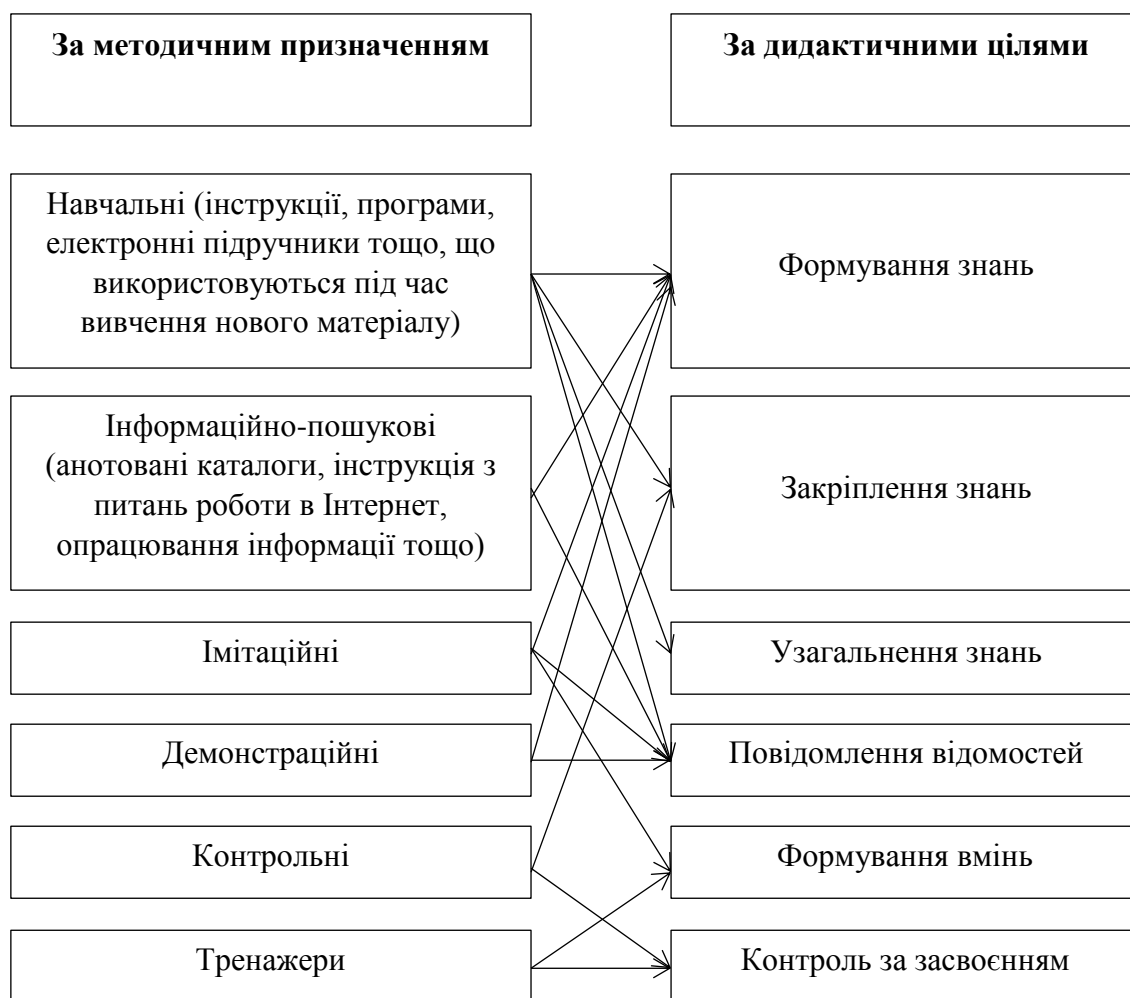 За методичним призначенням
За дидактичними цілями
Навчальні (інструкції, програми,
електронні підручники тощо, що
використовуються під час
вивчення нового матеріалу)
Формування знань
Інформаційно-пошукові
(анотовані каталоги, інструкція з
питань роботи в Інтернет,
опрацювання інформації тощо)
Закріплення знань
Імітаційні
Узагальнення знань
Демонстраційні
Повідомлення відомостей
Контрольні
Формування вмінь
Тренажери
Контроль за засвоєнням